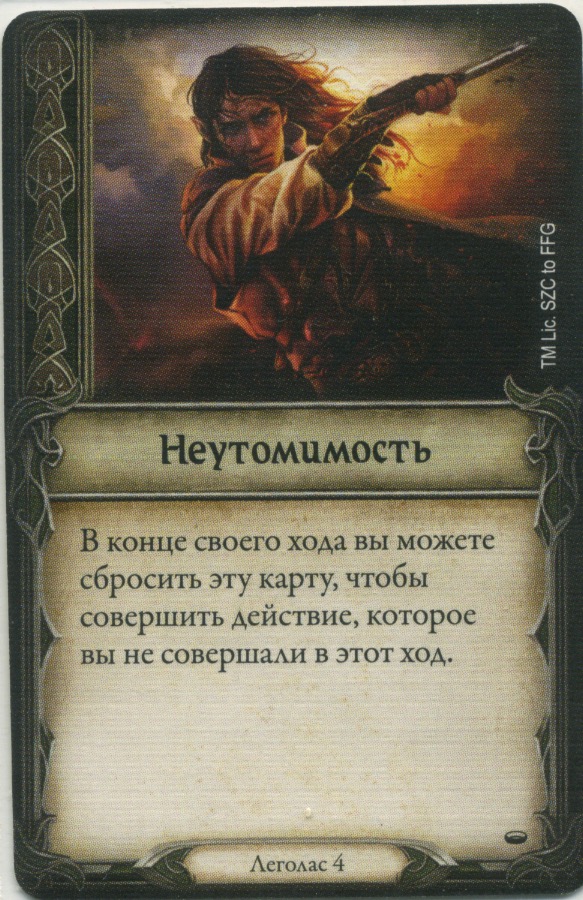 TM Lic. SZC to FFG
Неутомимость
В конце своего хода вы можете
сбросить эту карту, чтобы
совершить действие, которое
вы не совершали в этот ход.
Леголас 4